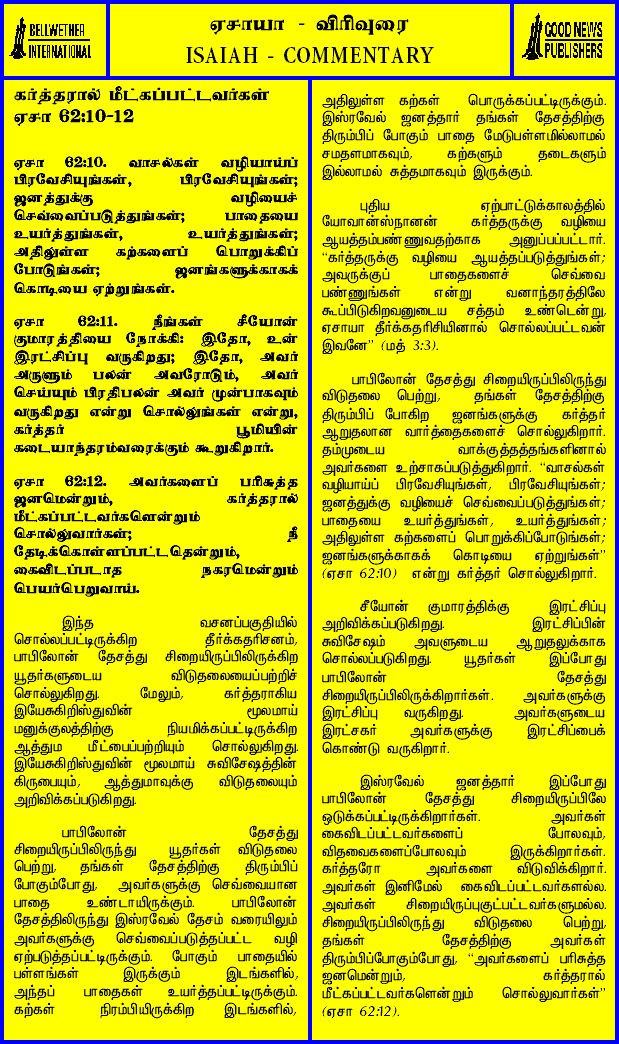 BELLWETHER
INTERNATIONAL
ஏசாயா - விரிவுரை
ISAIAH - COMMENTARY
GOOD NEWS
PUBLISHERS
கர்த்தரால் மீட்கப்பட்டவர்கள்
ஏசா 62:10-12
ஏசா 62:10. வாசல்கள் வழியாய்ப்
பிரவேசியுங்கள், பிரவேசியுங்கள்;
ஜனத்துக்கு வழியைச்
செவ்வைப்படுத்துங்கள்; பாதையை
உயர்த்துங்கள், உயர்த்துங்கள்;
அதிலுள்ள கற்களைப் பொறுக்கிப்
போடுங்கள்; ஜனங்களுக்காகக்
கொடியை ஏற்றுங்கள்.
ஏசா 62:11. நீங்கள் சீயோன்
குமாரத்தியை நோக்கி: இதோ, உன்
இரட்சிப்பு வருகிறது; இதோ, அவர்
அருளும் பலன் அவரோடும், அவர்
செய்யும் பிரதிபலன் அவர் முன்பாகவும்
வருகிறது என்று சொல்லுங்கள் என்று,
கர்த்தர் பூமியின்
கடையாந்தரம்வரைக்கும் கூறுகிறார்.
ஏசா 62:12. அவர்களைப் பரிசுத்த
ஜனமென்றும், கர்த்தரால்
மீட்கப்பட்டவர்களென்றும்
சொல்லுவார்கள்; நீ
தேடிக்கொள்ளப்பட்டதென்றும்,
கைவிடப்படாத நகரமென்றும்
பெயர்பெறுவாய்.
இந்த வசனப்பகுதியில்
சொல்லப்பட்டிருக்கிற தீர்க்கதரிசனம்,
பாபிலோன் தேசத்து சிறையிருப்பிலிருக்கிற
யூதர்களுடைய விடுதலையைப்பற்றிச்
சொல்லுகிறது. மேலும், கர்த்தராகிய
இயேசுகிறிஸ்துவின் மூலமாய்
மனுக்குலத்திற்கு நியமிக்கப்பட்டிருக்கிற
ஆத்தும மீட்பைப்பற்றியும் சொல்லுகிறது.
இயேசுகிறிஸ்துவின் மூலமாய் சுவிசேஷத்தின்
கிருபையும், ஆத்துமாவுக்கு விடுதலையும்
அறிவிக்கப்படுகிறது.
பாபிலோன் தேசத்து
சிறையிருப்பிலிருந்து யூதர்கள் விடுதலை
பெற்று, தங்கள் தேசத்திற்கு திரும்பிப்
போகும்போது, அவர்களுக்கு செவ்வையான
பாதை உண்டாயிருக்கும். பாபிலோன்
தேசத்திலிருந்து இஸ்ரவேல் தேசம் வரையிலும்
அவர்களுக்கு செவ்வைப்படுத்தப்பட்ட வழி
ஏற்படுத்தப்பட்டிருக்கும். போகும் பாதையில்
பள்ளங்கள் இருக்கும் இடங்களில்,
அந்தப் பாதைகள் உயர்த்தப்பட்டிருக்கும்.
கற்கள் நிரம்பியிருக்கிற இடங்களில்,
அதிலுள்ள கற்கள் பொருக்கப்பட்டிருக்கும்.
இஸ்ரவேல் ஜனத்தார் தங்கள் தேசத்திற்கு
திரும்பிப் போகும் பாதை மேடுபள்ளமில்லாமல்
சமதளமாகவும், கற்களும் தடைகளும்
இல்லாமல் சுத்தமாகவும் இருக்கும்.
புதிய ஏற்பாட்டுக்காலத்தில்
யோவான்ஸ்நானன் கர்த்தருக்கு வழியை
ஆயத்தம்பண்ணுவதற்காக அனுப்பப்பட்டார்.
“கர்த்தருக்கு வழியை ஆயத்தப்படுத்துங்கள்;
அவருக்குப் பாதைகளைச் செவ்வை
பண்ணுங்கள் என்று வனாந்தரத்திலே
கூப்பிடுகிறவனுடைய சத்தம் உண்டென்று,
ஏசாயா தீர்க்கதரிசியினால் சொல்லப்பட்டவன்
இவனே” (மத் 3:3).
பாபிலோன் தேசத்து சிறையிருப்பிலிருந்து
விடுதலை பெற்று, தங்கள் தேசத்திற்கு
திரும்பிப் போகிற ஜனங்களுக்கு கர்த்தர்
ஆறுதலான வார்த்தைகளைச் சொல்லுகிறார்.
தம்முடைய வாக்குத்தத்தங்களினால்
அவர்களை உற்சாகப்படுத்துகிறார். “வாசல்கள்
வழியாய்ப் பிரவேசியுங்கள், பிரவேசியுங்கள்;
ஜனத்துக்கு வழியைச் செவ்வைப்படுத்துங்கள்;
பாதையை உயர்த்துங்கள், உயர்த்துங்கள்;
அதிலுள்ள கற்களைப் பொறுக்கிப்போடுங்கள்;
ஜனங்களுக்காகக் கொடியை ஏற்றுங்கள்”
(ஏசா 62:10) என்று கர்த்தர் சொல்லுகிறார்.
சீயோன் குமாரத்திக்கு இரட்சிப்பு
அறிவிக்கப்படுகிறது. இரட்சிப்பின்
சுவிசேஷம் அவளுடைய ஆறுதலுக்காக
சொல்லப்படுகிறது. யூதர்கள் இப்போது
பாபிலோன் தேசத்து
சிறையிருப்பிலிருக்கிறார்கள். அவர்களுக்கு
இரட்சிப்பு வருகிறது. அவர்களுடைய
இரட்சகர் அவர்களுக்கு இரட்சிப்பைக்
கொண்டு வருகிறார்.
இஸ்ரவேல் ஜனத்தார் இப்போது
பாபிலோன் தேசத்து சிறையிருப்பிலே
ஒடுக்கப்பட்டிருக்கிறார்கள். அவர்கள்
கைவிடப்பட்டவர்களைப் போலவும்,
விதவைகளைப்போலவும் இருக்கிறார்கள்.
கர்த்தரோ அவர்களை விடுவிக்கிறார்.
அவர்கள் இனிமேல் கைவிடப்பட்டவர்களல்ல.
அவர்கள் சிறையிருப்புகுட்பட்டவர்களுமல்ல.
சிறையிருப்பிலிருந்து விடுதலை பெற்று,
தங்கள் தேசத்திற்கு அவர்கள்
திரும்பிப்போகும்போது, “அவர்களைப் பரிசுத்த
ஜனமென்றும், கர்த்தரால்
மீட்கப்பட்டவர்களென்றும் சொல்லுவார்கள்”
(ஏசா 62:12).